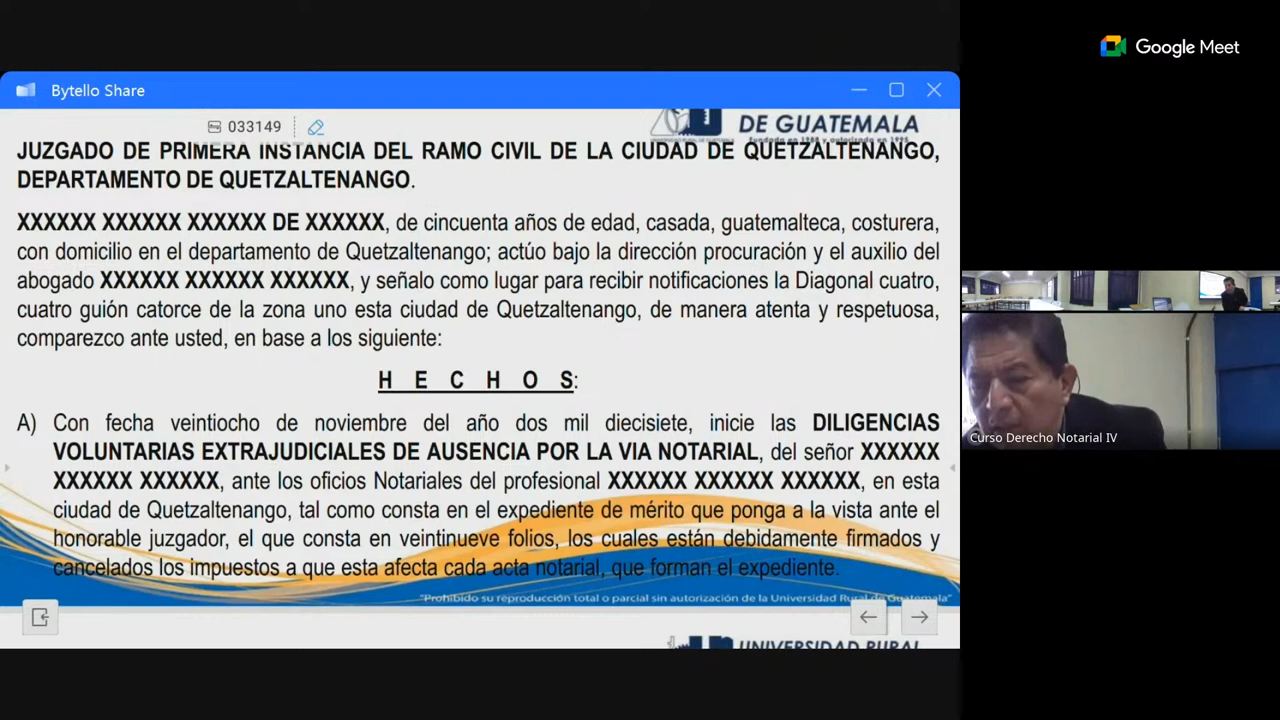 Google Meet
Bytello Share
033149
DE GUATEMALA
JUZGADO DE PRIMERA INSTANCIA DEL RAMO CIVIL DE LA CIUDAD DE QUETZALTENANGO,
DEPARTAMENTO DE QUETZALTENANGO.
XXXXXX XXXXXX XXXXXX DE XXXXXX, de cincuenta años de edad, casada, guatemalteca, costurera,
con domicilio en el departamento de Quetzaltenango; actúo bajo la dirección procuración y el auxilio del
abogado XXXXXX XXXXXX XXXXXX, y señalo como lugar para recibir notificaciones la Diagonal cuatro,
cuatro guión catorce de la zona uno esta ciudad de Quetzaltenango, de manera atenta y respetuosa,
comparezco ante usted, en base a los siguiente:
H E C H O S:
A) Con fecha veintiocho de noviembre del año dos mil diecisiete, inicie las DILIGENCIAS
VOLUNTARIAS EXTRAJUDICIALES DE AUSENCIA POR LA VIA NOTARIAL, del señor XXXXXX
XXXXXX XXXXXX, ante los oficios Notariales del profesional XXXXXX XXXXXX XXXXXX, en esta
ciudad de Quetzaltenango, tal como consta en el expediente de mérito que ponga a la vista ante el
honorable juzgador, el que consta en veintinueve folios, los cuales están debidamente firmados y
cancelados los impuestos a que esta afecta cada acta notarial, que forman el expediente.
"Prohibido su reproducción total o parcial sin autorización de la Universidad Rural de Guatemala"
UNIVERSIDAD RURAL
Curso Derecho Notarial IV